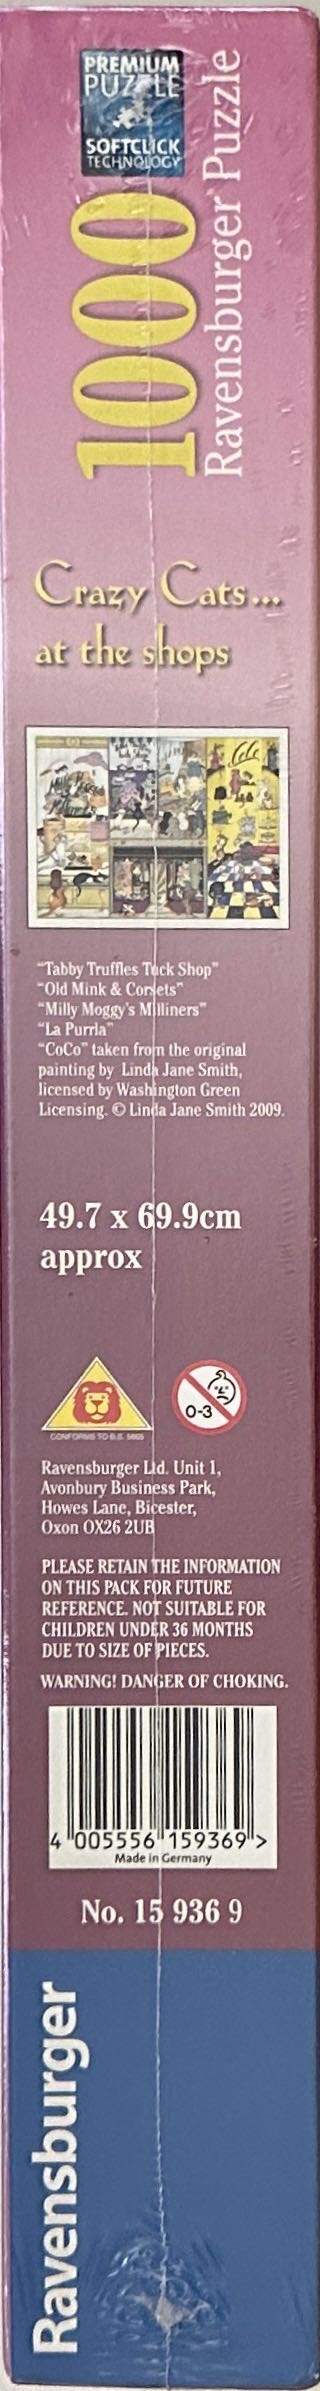 PREMIUM
PUZZLE
SOFTCLICK
TECHNOLOGY
1000
Ravensburger Puzzle
Crazy Cats...
at the shops
"Tabby Truffles Tuck Shop"
"Old Mink & Corsets"
"Milly Moggy's Milliners"
"La Purrla"
"CoCo" taken from the original
painting by Linda Jane Smith,
licensed by Washington Green
Licensing. © Linda Jane Smith 2009.
49.7 x 69.9cm
approx
CONFORMS TO B.S. 5665
0-3
Ravensburger Ltd. Unit 1,
Avonbury Business Park,
Howes Lane, Bicester,
Oxon OX26 2UB
PLEASE RETAIN THE INFORMATION
ON THIS PACK FOR FUTURE
REFERENCE. NOT SUITABLE FOR
CHILDREN UNDER 36 MONTHS
DUE TO SIZE OF PIECES.
WARNING! DANGER OF CHOKING.
4 005556 159369 >
Made in Germany
No. 15 936 9
Ravensburger